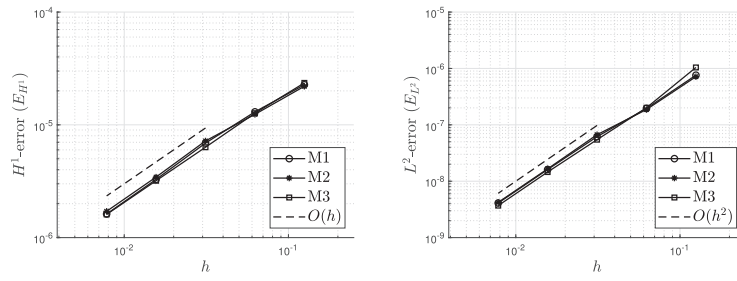 10^-4
10^-5
10^-6
H^1-error (E_{H^1})
10^-2
10^-1
h
M1
M2
M3
O(h)
10^-5
10^-6
10^-7
10^-8
10^-9
L^2-error (E_{L^2})
10^-2
10^-1
h
M1
M2
M3
O(h^2)